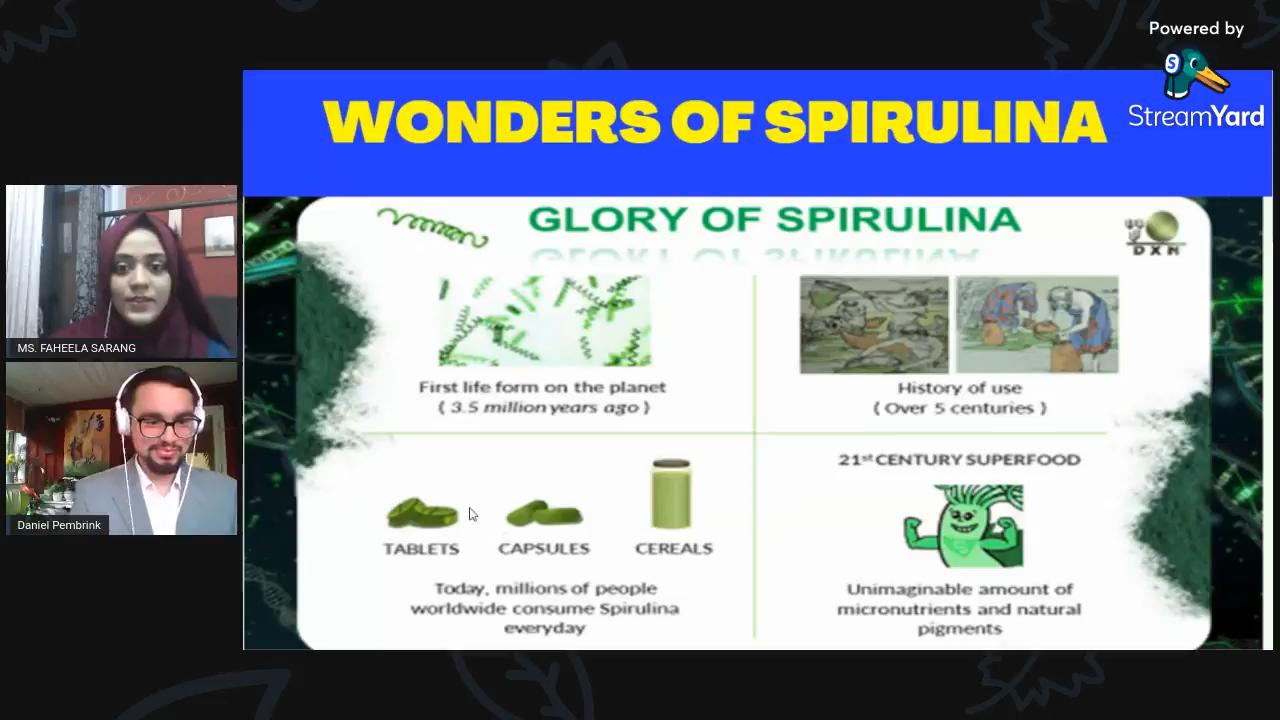 Powered by
S
StreamYard
WONDERS OF SPIRULINA
GLORY OF SPIRULINA
DXN
First life form on the planet
( 3.5 million years ago )
History of use
( Over 5 centuries )
TABLETS
CAPSULES
CEREALS
Today, millions of people
worldwide consume Spirulina
everyday
21st CENTURY SUPERFOOD
Unimaginable amount of
micronutrients and natural
pigments
MS. FAHEELA SARANG
Daniel Pembrink